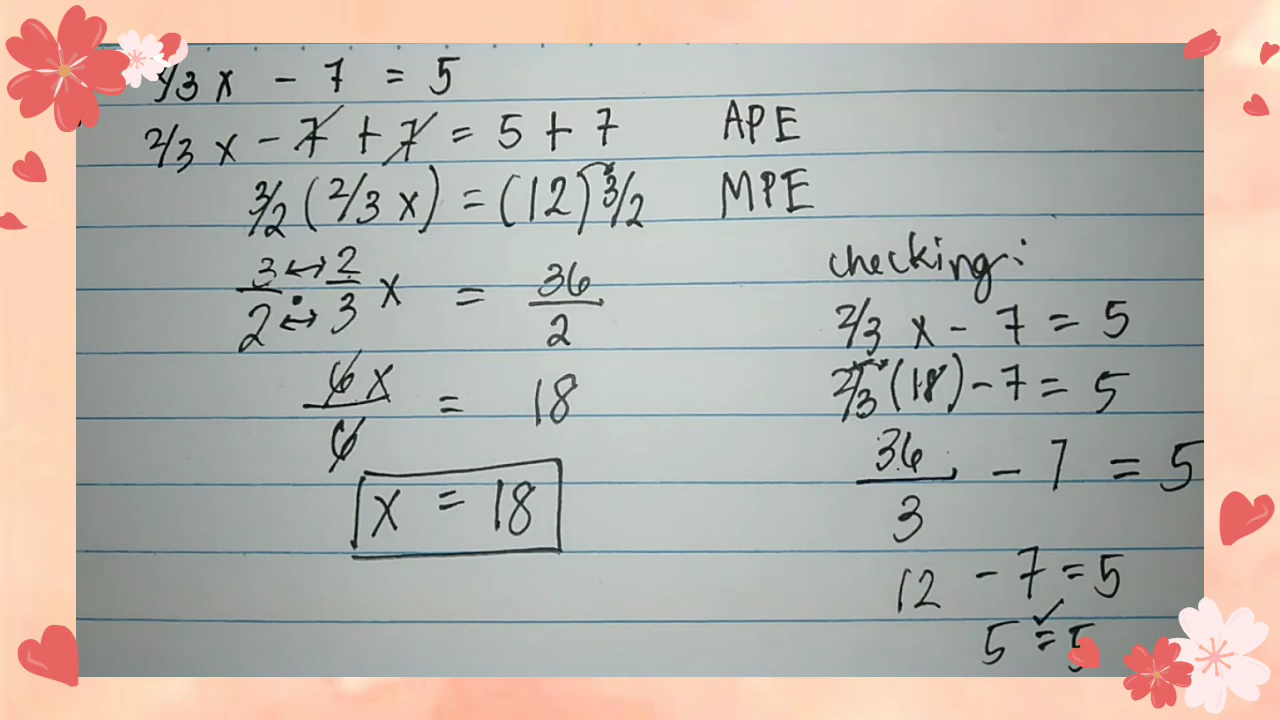 2/3 x - 7 = 5
2/3 x - 7 + 7 = 5 + 7 APE
3/2 (2/3 x) = (12) 3/2 MPE
3/2 ↔ · ↔ 2/3 x = 36/2
6x/6 = 18
x = 18
checking:
2/3 x - 7 = 5
2/3 (18) - 7 = 5
36/3 - 7 = 5
12 - 7 = 5
5 = 5 ✓